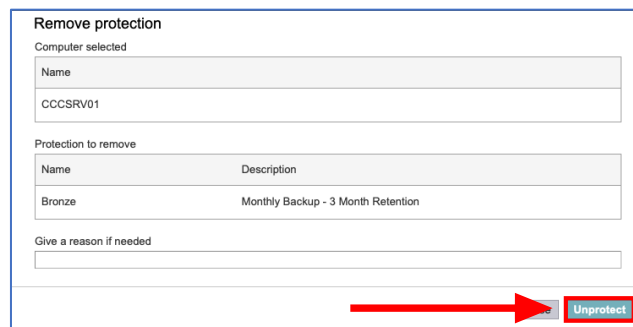 Remove protection
Computer selected
Name
CCCSRV01
Protection to remove
Name Description
Bronze Monthly Backup - 3 Month Retention
Give a reason if needed
Unprotect